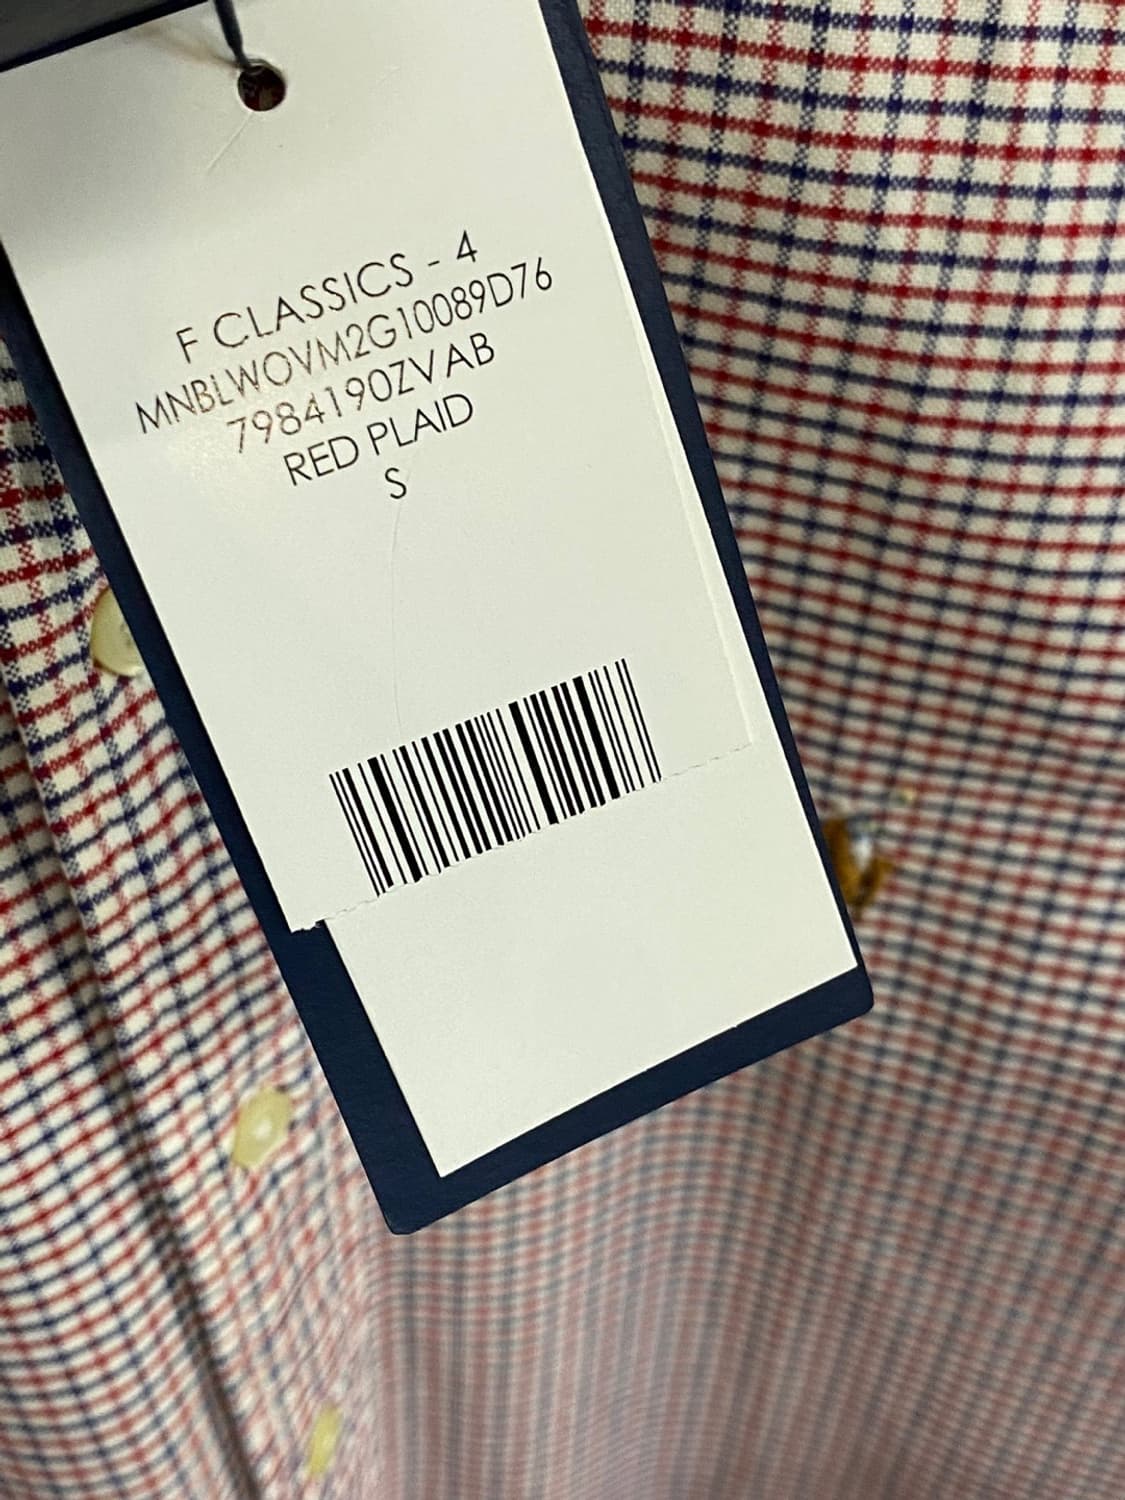 F CLASSICS - 4
MNBLWOVM2G10089D76
7984190ZVAB
RED PLAID
S